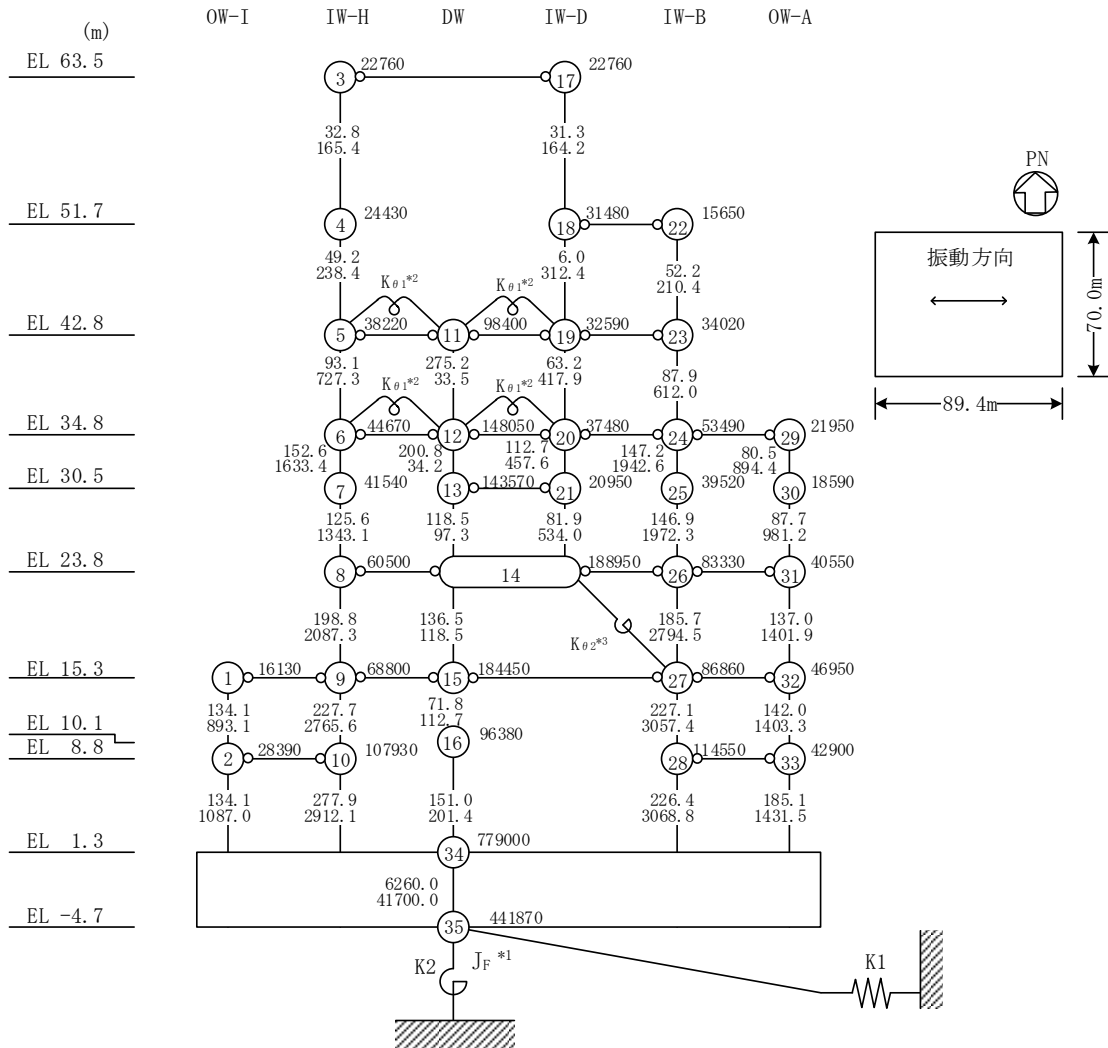 OW-I IW-H DW IW-D IW-B OW-A
(m)
EL 63.5
3 22760 17 22760
32.8 31.3
165.4 164.2
PN
EL 51.7
4 24430 18 31480 22 15650
49.2 6.0 52.2
238.4 312.4 210.4
振動方向
70.0m
89.4m
Kθ1*2 Kθ1*2
EL 42.8
5 38220 11 98400 19 32590 23 34020
93.1 275.2 63.2 87.9
727.3 33.5 417.9 612.0
Kθ1*2 Kθ1*2
EL 34.8
6 44670 12 148050 20 37480 24 53490 29 21950
152.6 200.8 112.7 147.2 80.5
1633.4 34.2 457.6 1942.6 894.4
EL 30.5
7 41540 13 143570 21 20950 25 39520 30 18590
125.6 118.5 81.9 146.9 87.7
1343.1 97.3 534.0 1972.3 981.2
EL 23.8
8 60500 14 188950 26 83330 31 40550
198.8 136.5 185.7 137.0
2087.3 118.5 2794.5 1401.9
Kθ2*3
EL 15.3
1 16130 9 68800 15 184450 27 86860 32 46950
134.1 227.7 71.8 227.1 142.0
893.1 2765.6 112.7 3057.4 1403.3
EL 10.1
16 96380
EL 8.8
2 28390 10 107930 28 114550 33 42900
134.1 277.9 151.0 226.4 185.1
1087.0 2912.1 201.4 3068.8 1431.5
EL 1.3
34 779000
6260.0
41700.0
EL -4.7
35 441870
K2 JF *1 K1